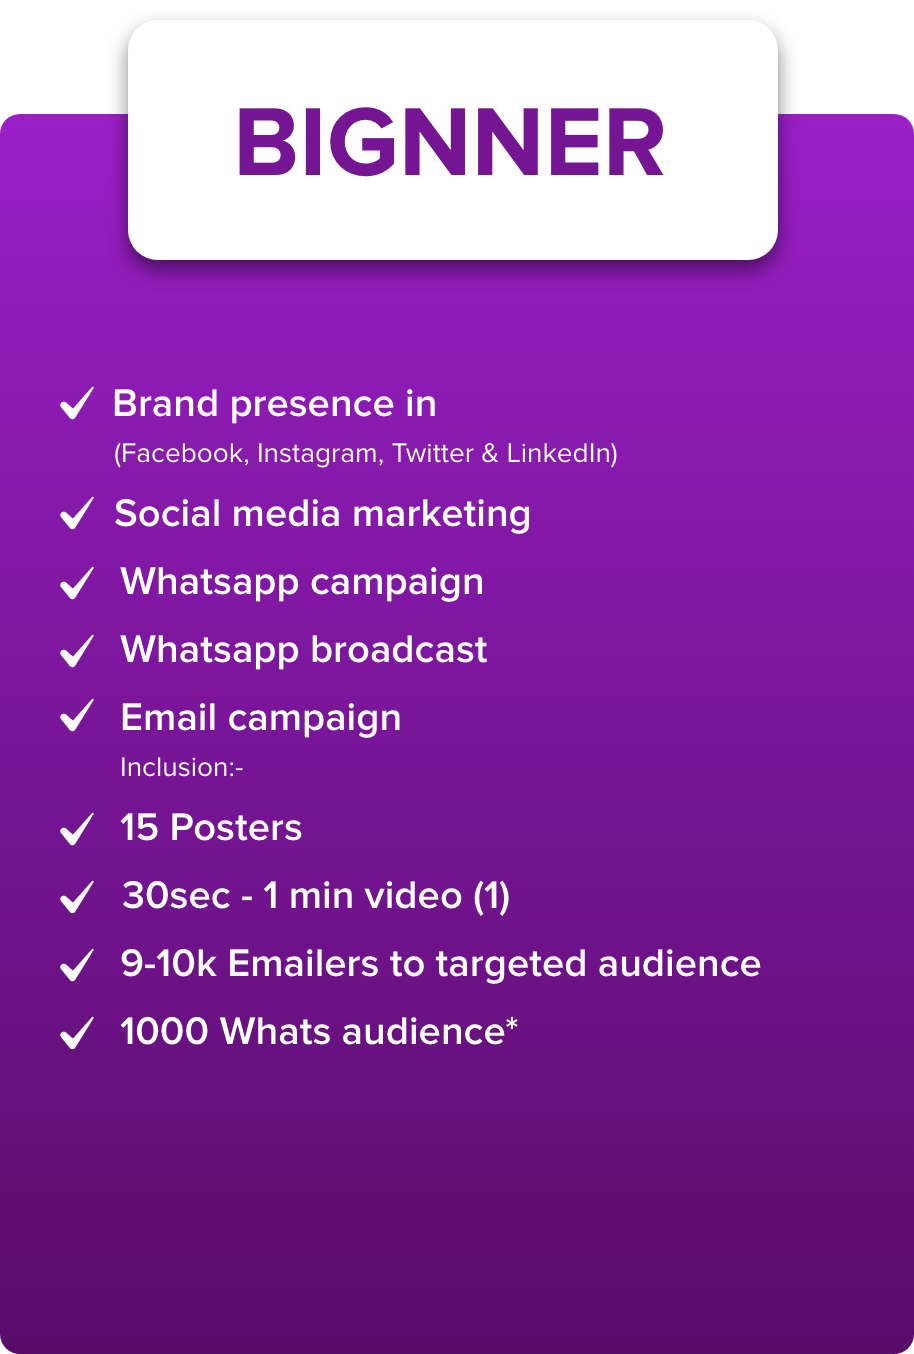 BIGNNER
Brand presence in
(Facebook, Instagram, Twitter & LinkedIn)
Social media marketing
Whatsapp campaign
Whatsapp broadcast
Email campaign
Inclusion:-
15 Posters
30sec - 1 min video (1)
9-10k Emailers to targeted audience
1000 Whats audience*